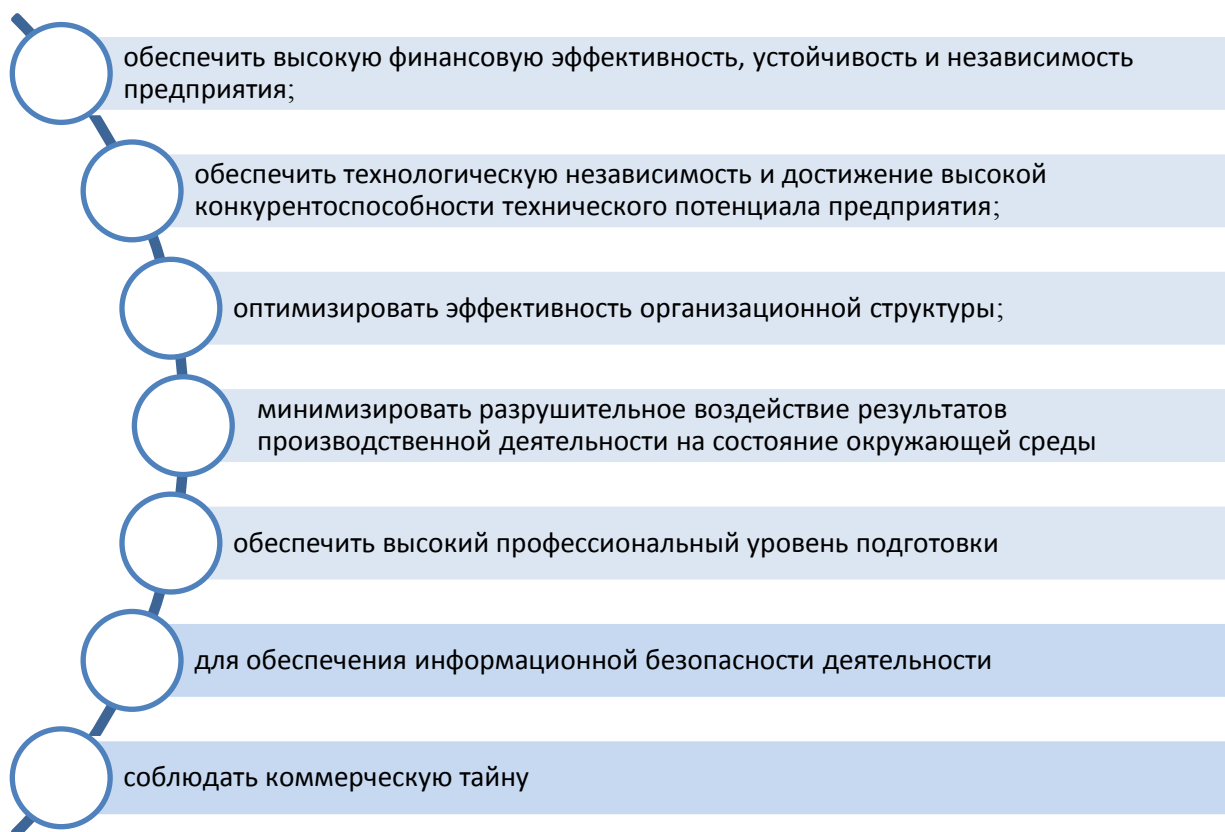 обеспечить высокую финансовую эффективность, устойчивость и независимость
предприятия;
обеспечить технологическую независимость и достижение высокой
конкурентоспособности технического потенциала предприятия;
оптимизировать эффективность организационной структуры;
минимизировать разрушительное воздействие результатов
производственной деятельности на состояние окружающей среды
обеспечить высокий профессиональный уровень подготовки
для обеспечения информационной безопасности деятельности
соблюдать коммерческую тайну